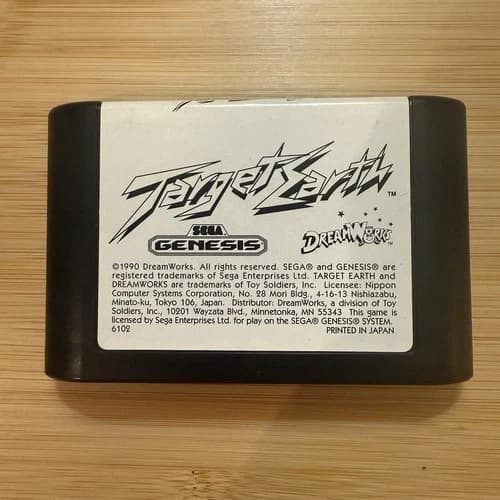 Target Earth™
SEGA
GENESIS
DREAMWORKS
©1990 DreamWorks. All rights reserved. SEGA® and GENESIS® are
registered trademarks of Sega Enterprises Ltd. TARGET EARTH and
DREAMWORKS are trademarks of Toy Soldiers, Inc. Licensee: Nippon
Computer Systems Corporation, No. 28 Mori Bldg., 4-16-13 Nishiazabu,
Minato-ku, Tokyo 106, Japan. Distributor: DreamWorks, a division of Toy
Soldiers, Inc., 10201 Wayzata Blvd., Minnetonka, MN 55343 This game is
licensed by Sega Enterprises Ltd. for play on the SEGA® GENESIS® SYSTEM.
6102 PRINTED IN JAPAN